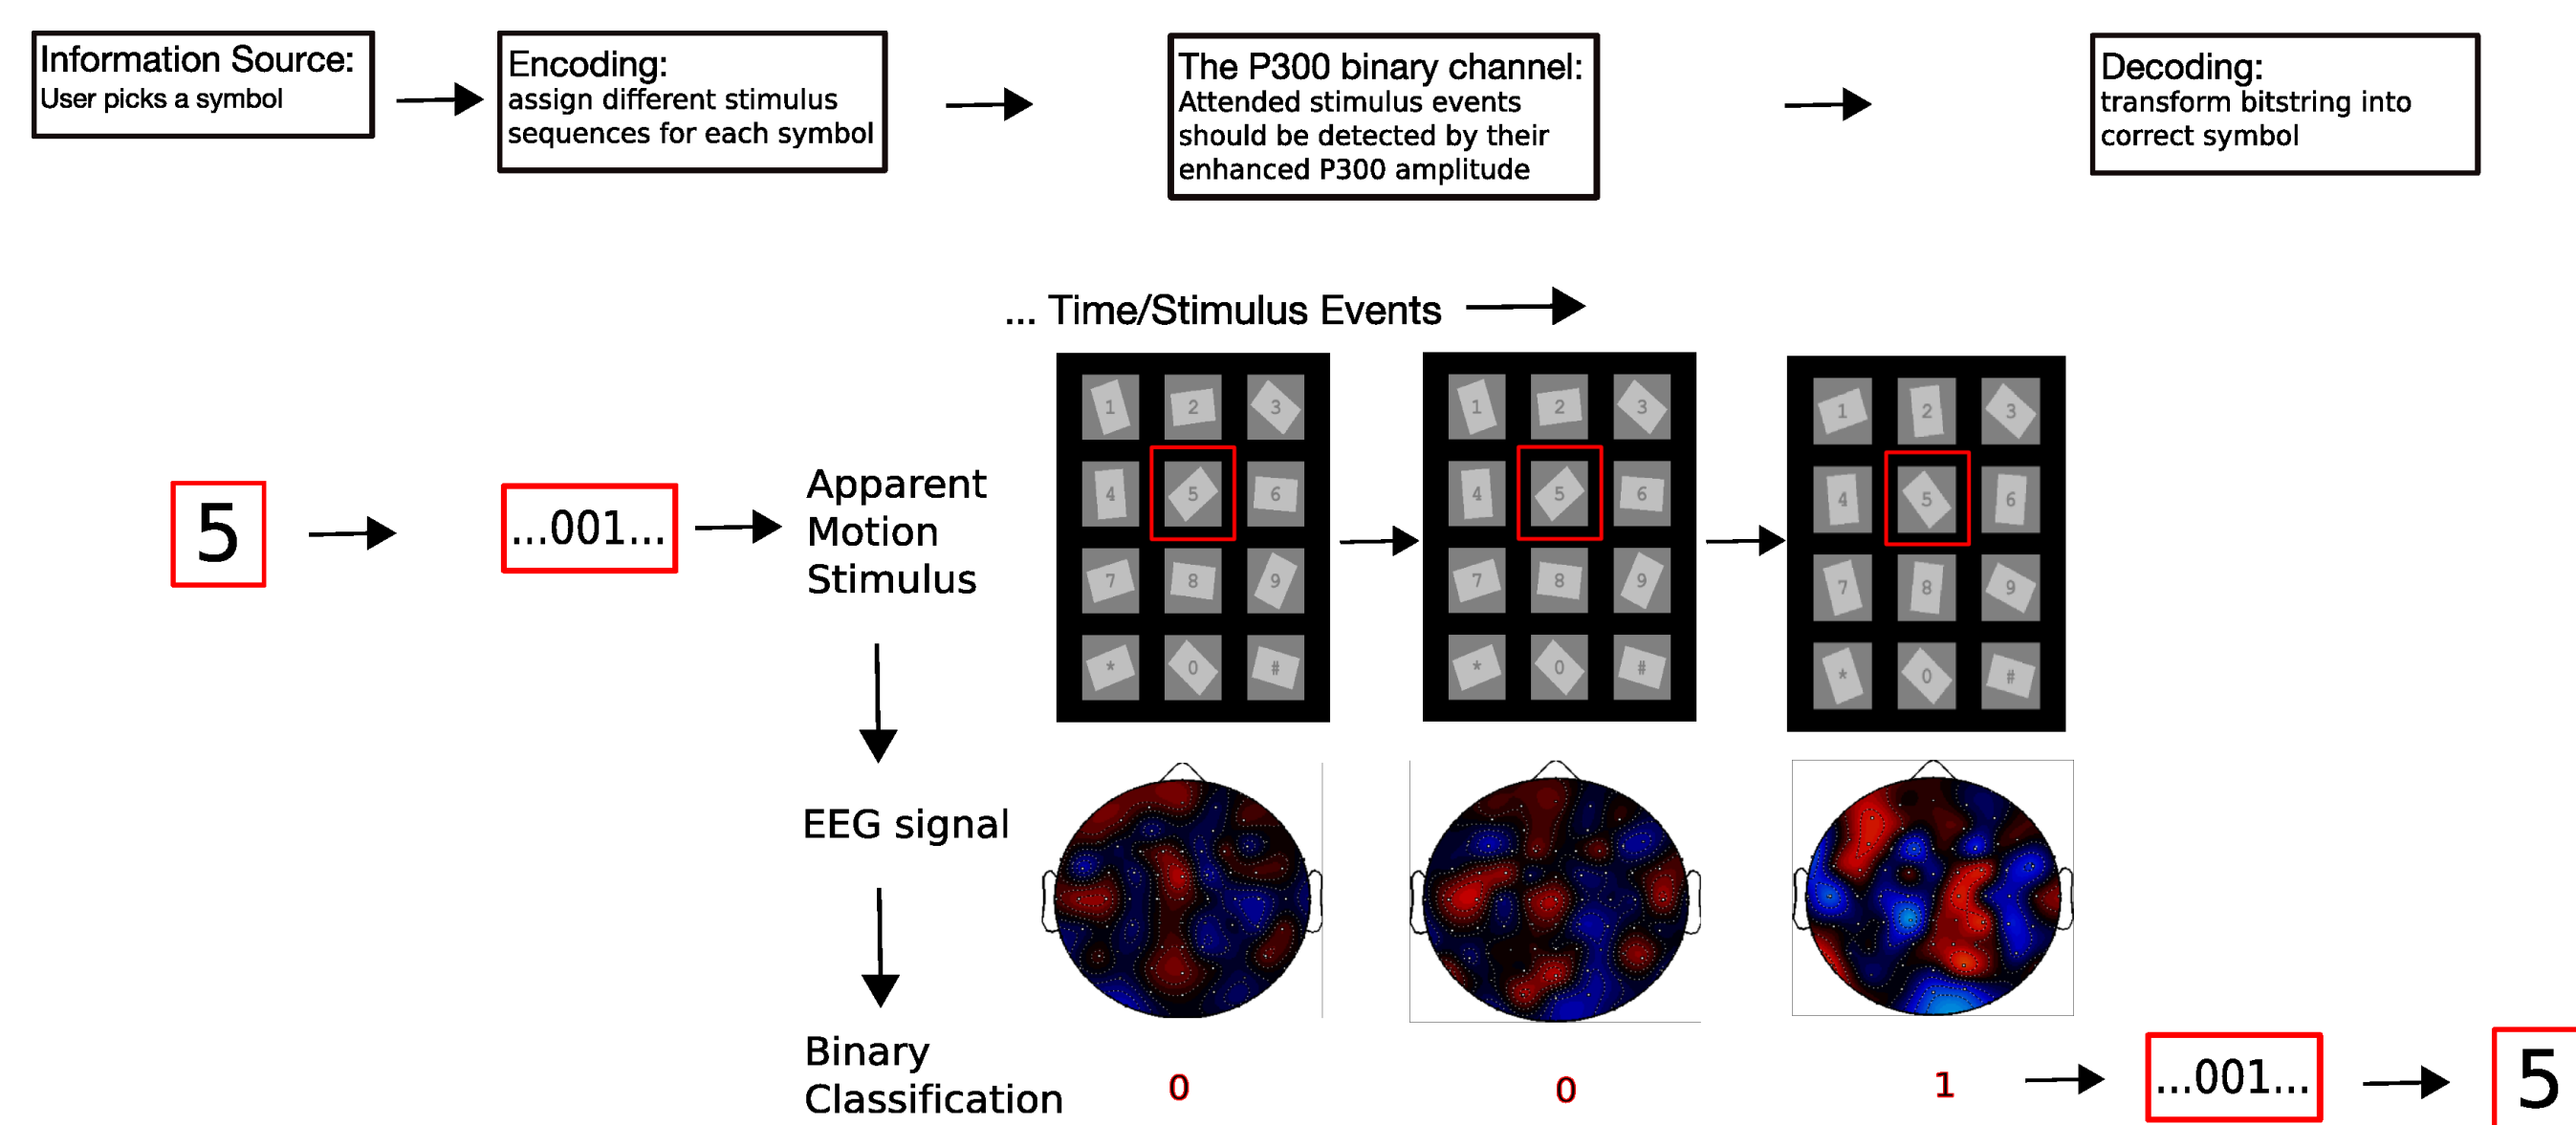 Information Source:
User picks a symbol
Encoding:
assign different stimulus
sequences for each symbol
The P300 binary channel:
Attended stimulus events
should be detected by their
enhanced P300 amplitude
Decoding:
transform bitstring into
correct symbol
... Time/Stimulus Events
5
...001...
Apparent
Motion
Stimulus
1 2 3
4 5 6
7 8 9
* 0 #
1 2 3
4 5 6
7 8 9
* 0 #
1 2 3
4 5 6
7 8 9
* 0 #
EEG signal
Binary
Classification
0
0
1
...001...
5